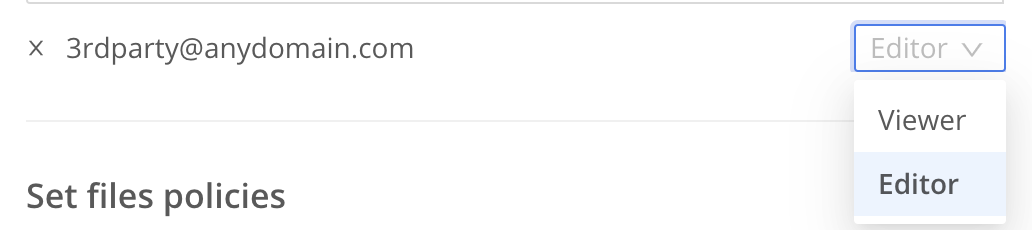 3rdparty@anydomain.com Editor
Viewer
Editor
Set files policies